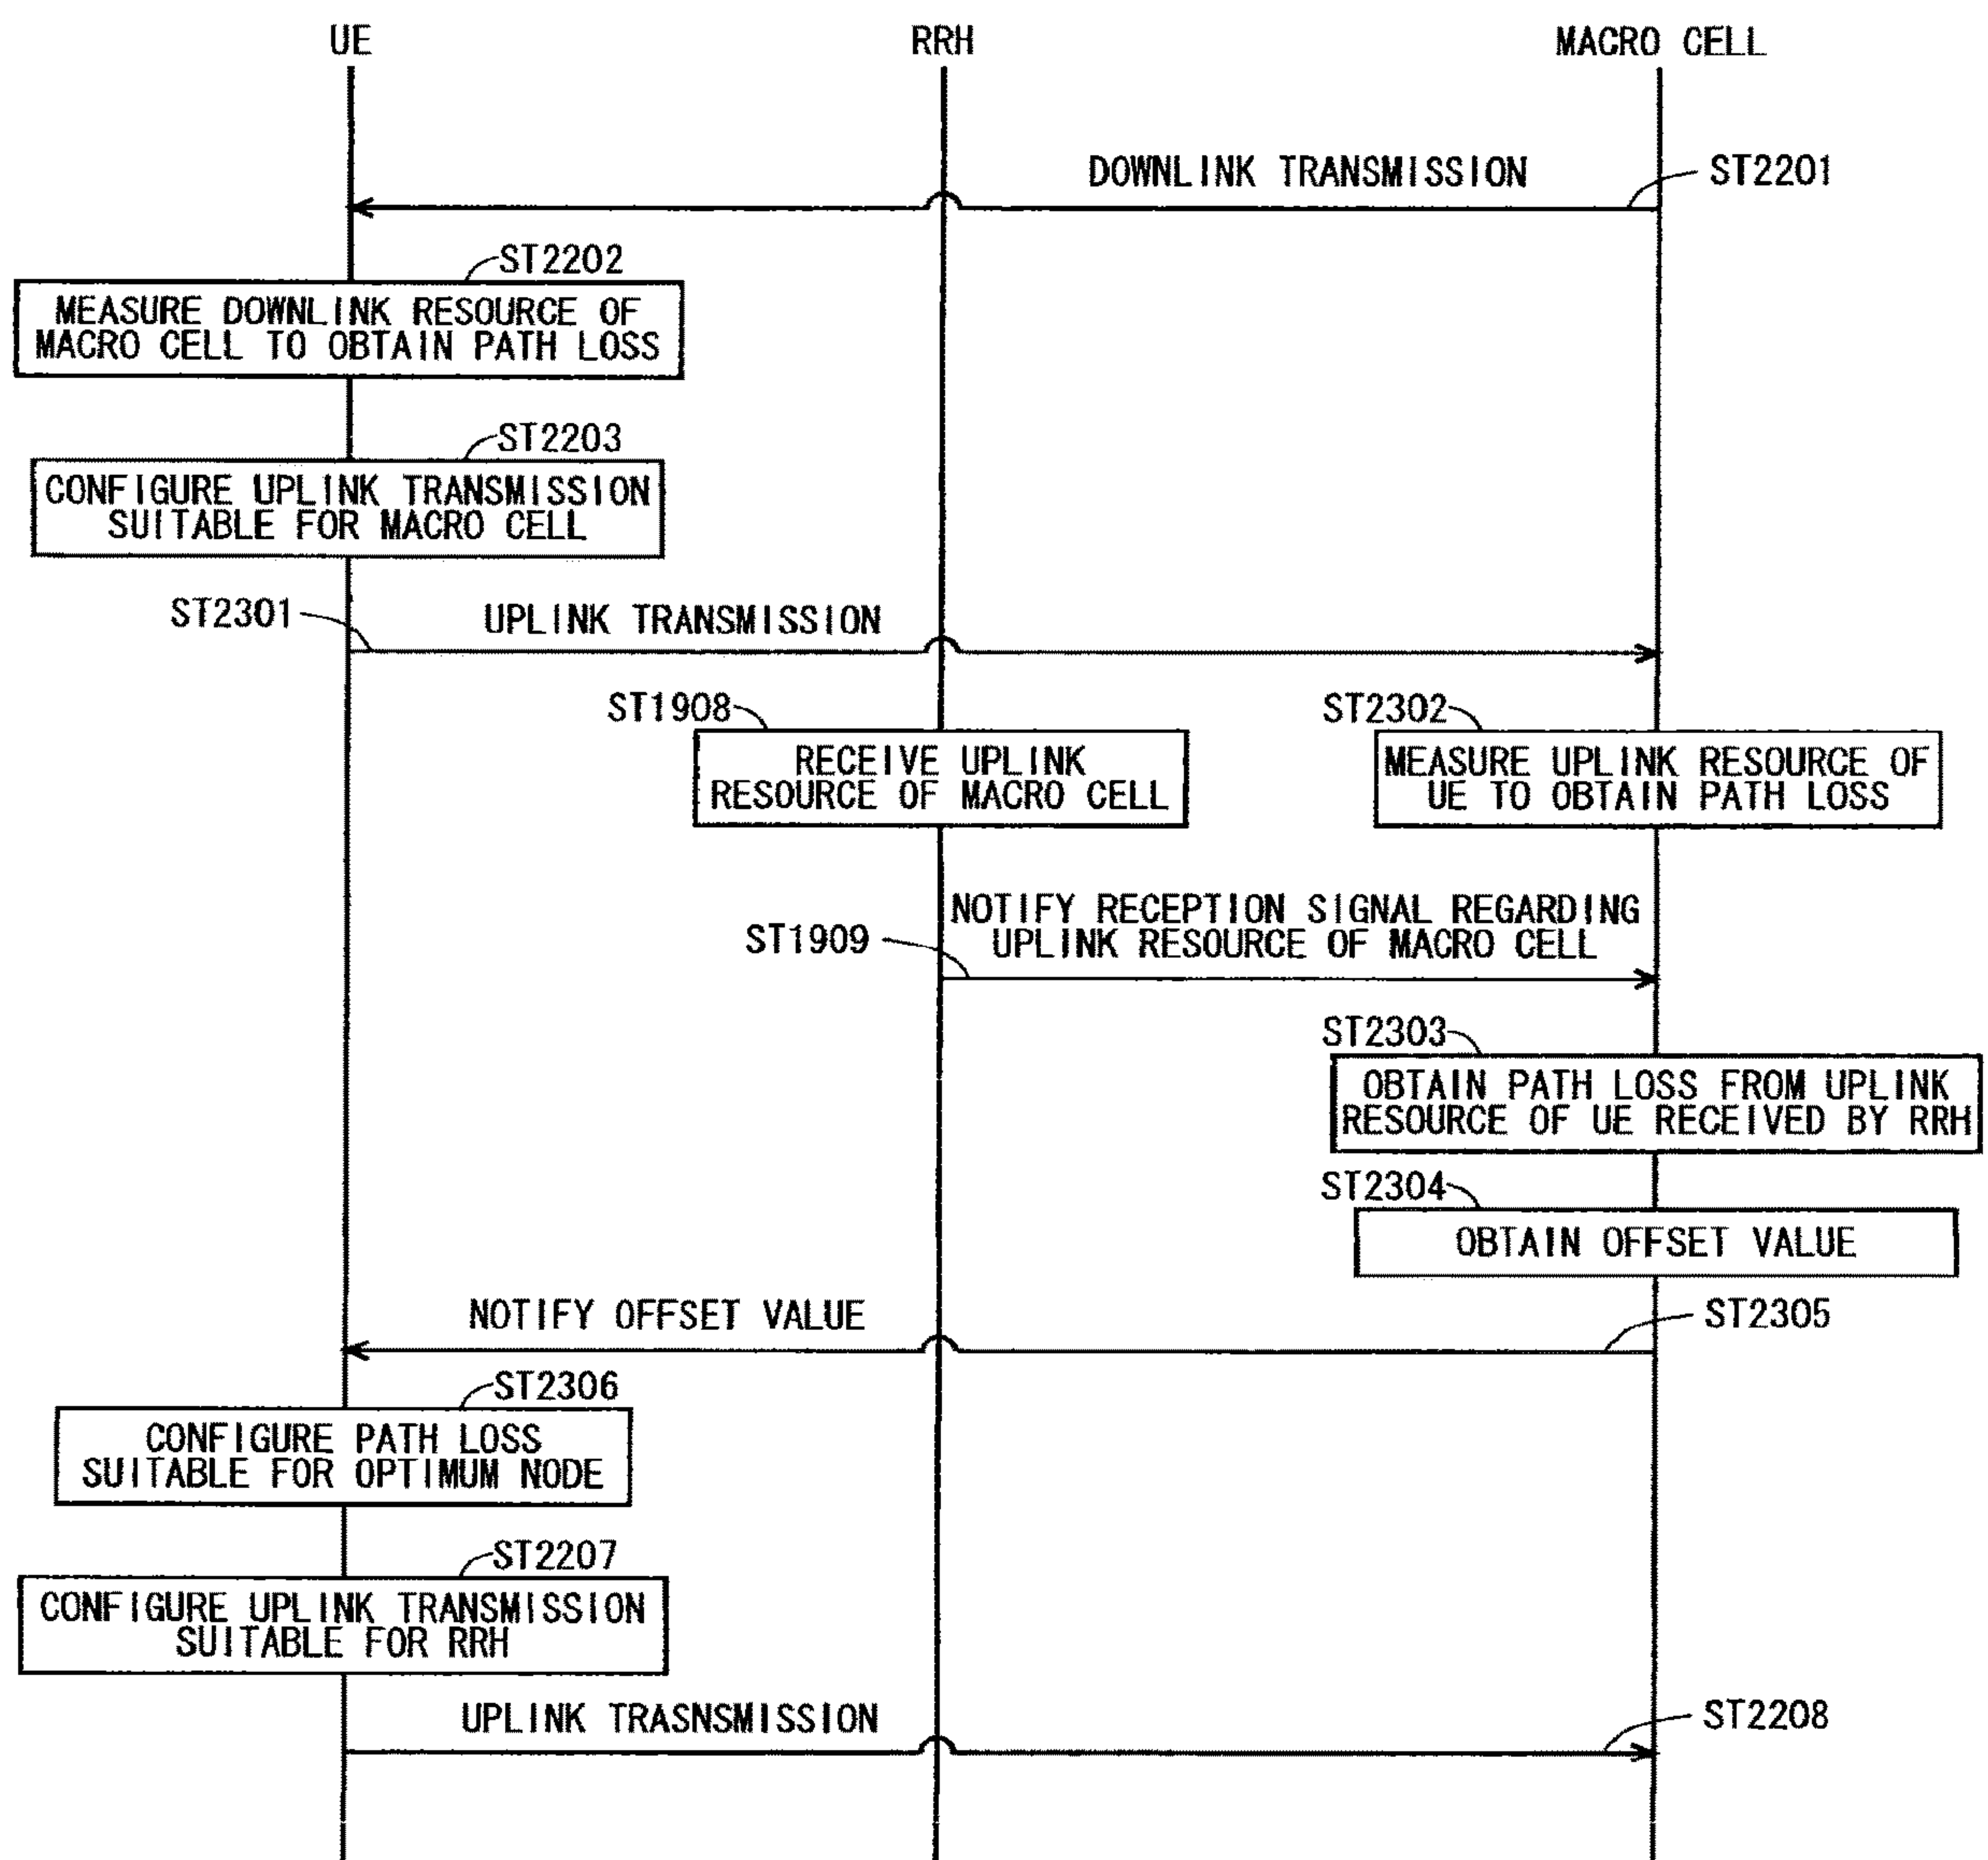 UE
RRH
MACRO CELL
DOWNLINK TRANSMISSION
ST2201
ST2202
MEASURE DOWNLINK RESOURCE OF
MACRO CELL TO OBTAIN PATH LOSS
ST2203
CONFIGURE UPLINK TRANSMISSION
SUITABLE FOR MACRO CELL
ST2301
UPLINK TRANSMISSION
ST1908
RECEIVE UPLINK
RESOURCE OF MACRO CELL
ST2302
MEASURE UPLINK RESOURCE OF
UE TO OBTAIN PATH LOSS
NOTIFY RECEPTION SIGNAL REGARDING
UPLINK RESOURCE OF MACRO CELL
ST1909
ST2303
OBTAIN PATH LOSS FROM UPLINK
RESOURCE OF UE RECEIVED BY RRH
ST2304
OBTAIN OFFSET VALUE
NOTIFY OFFSET VALUE
ST2305
ST2306
CONFIGURE PATH LOSS
SUITABLE FOR OPTIMUM NODE
ST2207
CONFIGURE UPLINK TRANSMISSION
SUITABLE FOR RRH
UPLINK TRASNSMISSION
ST2208